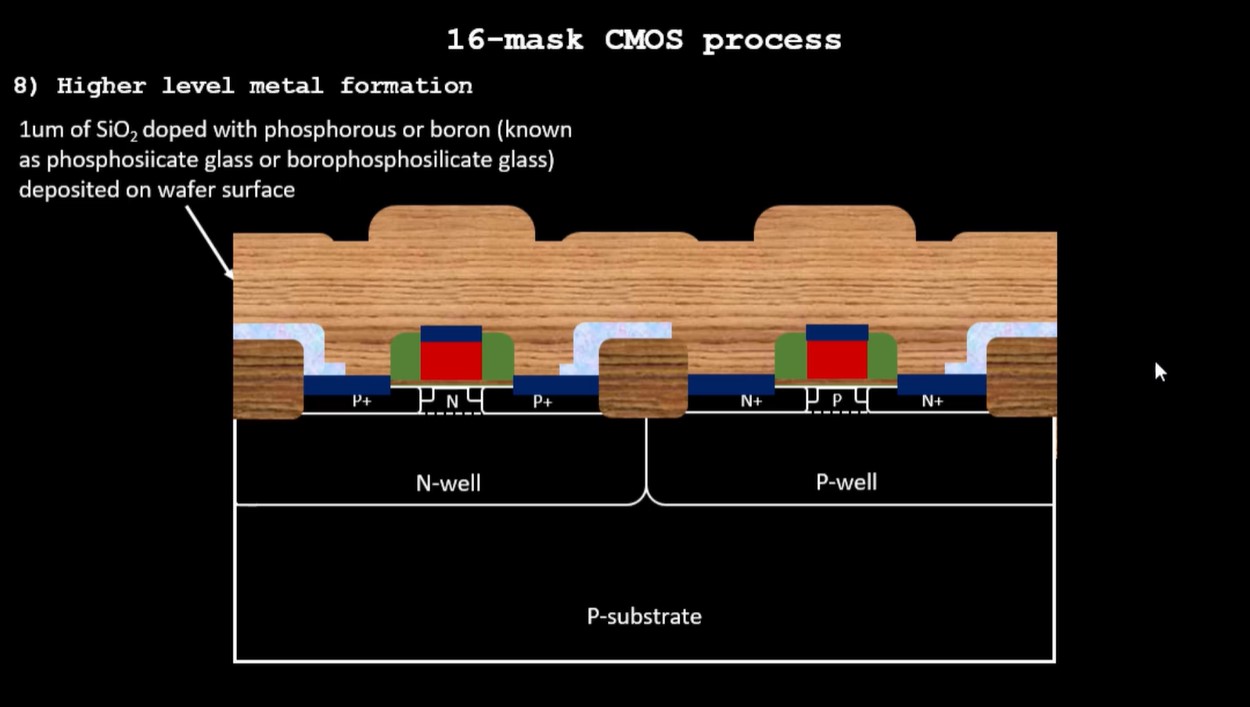 16-mask CMOS process
8) Higher level metal formation
1um of SiO₂ doped with phosphorous or boron (known
as phosphosiicate glass or borophosphosilicate glass)
deposited on wafer surface
P+ N P+ N+ P N+
N-well P-well
P-substrate